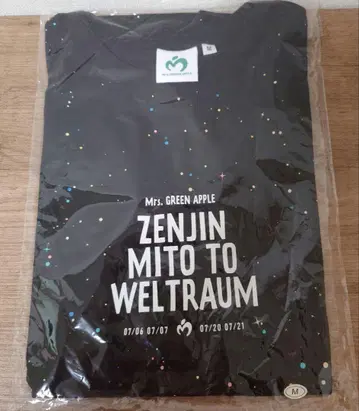 M
Mrs. GREEN APPLE
ZENJIN
MITO TO
WELTRAUM
07/06 07/07 07/20 07/21
M